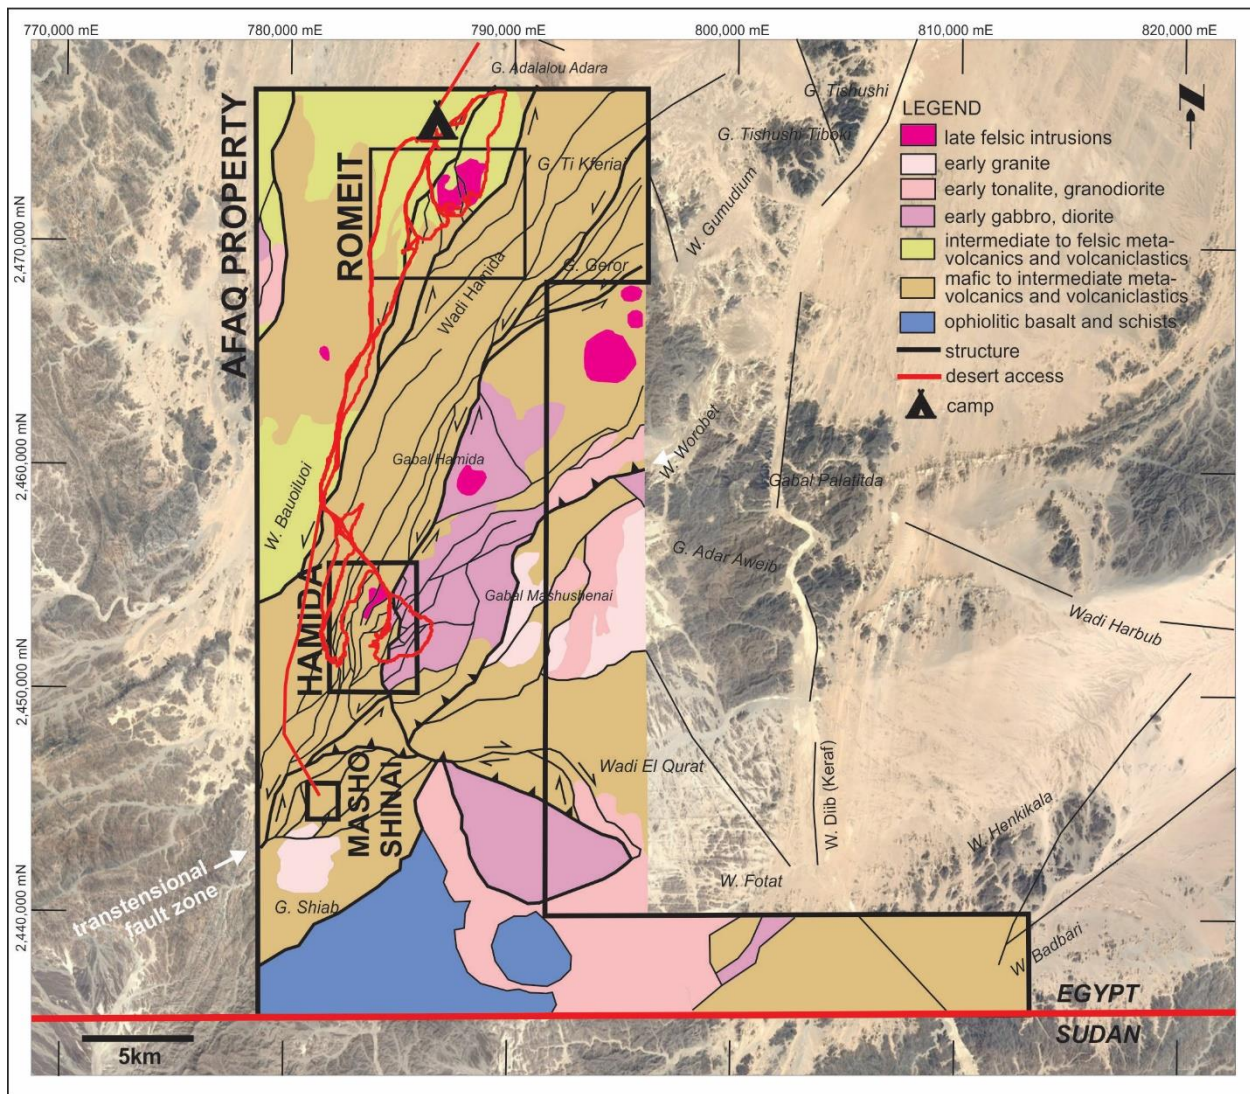 770,000 mE
780,000 mE
790,000 mE
800,000 mE
810,000 mE
820,000 mE
2,470,000 mN
2,460,000 mN
2,450,000 mN
2,440,000 mN
AFAQ PROPERTY
ROMEIT
HAMIDA
MASHO
SHINAI
G. Adalalou Adara
G. Tishushi
G. Tishushi Tiboki
G. Ti Kferiai
W. Gumudium
G. Geror
Wadi Hamida
W. Worobet
Gabal Hamida
W. Bauoiluoi
Gabal Palatitda
G. Adar Aweib
Gabal Mashushenai
Wadi Harbub
Wadi El Qurat
W. Diib (Keraf)
W. Henkikala
W. Fotat
G. Shiab
W. Badbari
transtensional
fault zone
LEGEND
late felsic intrusions
early granite
early tonalite, granodiorite
early gabbro, diorite
intermediate to felsic meta-
volcanics and volcaniclastics
mafic to intermediate meta-
volcanics and volcaniclastics
ophiolitic basalt and schists
structure
desert access
camp
N
EGYPT
SUDAN
5km